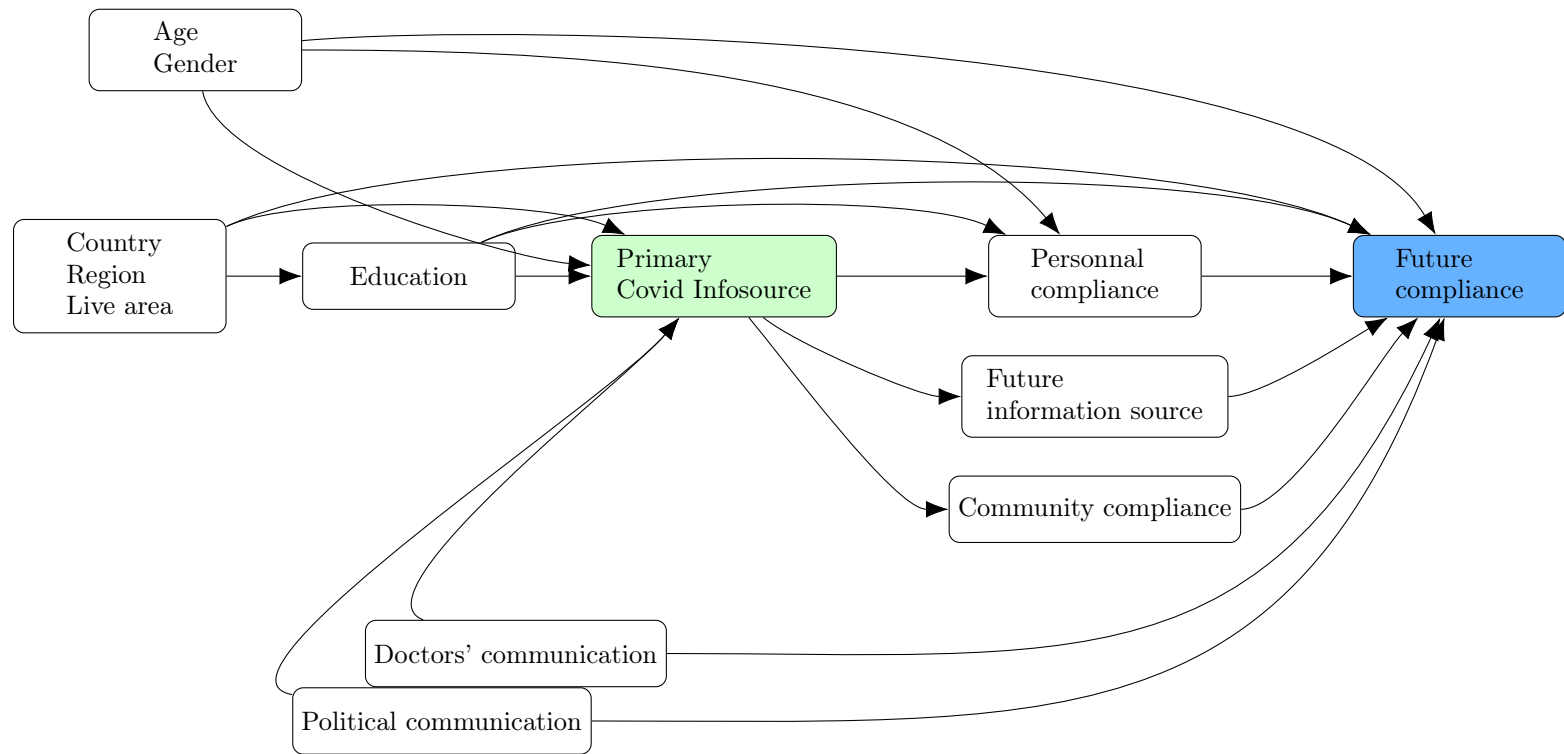 Age
Gender
Country
Region
Live area
Education
Primary
Covid Infosource
Personnal
compliance
Future
compliance
Future
information source
Community compliance
Doctors' communication
Political communication